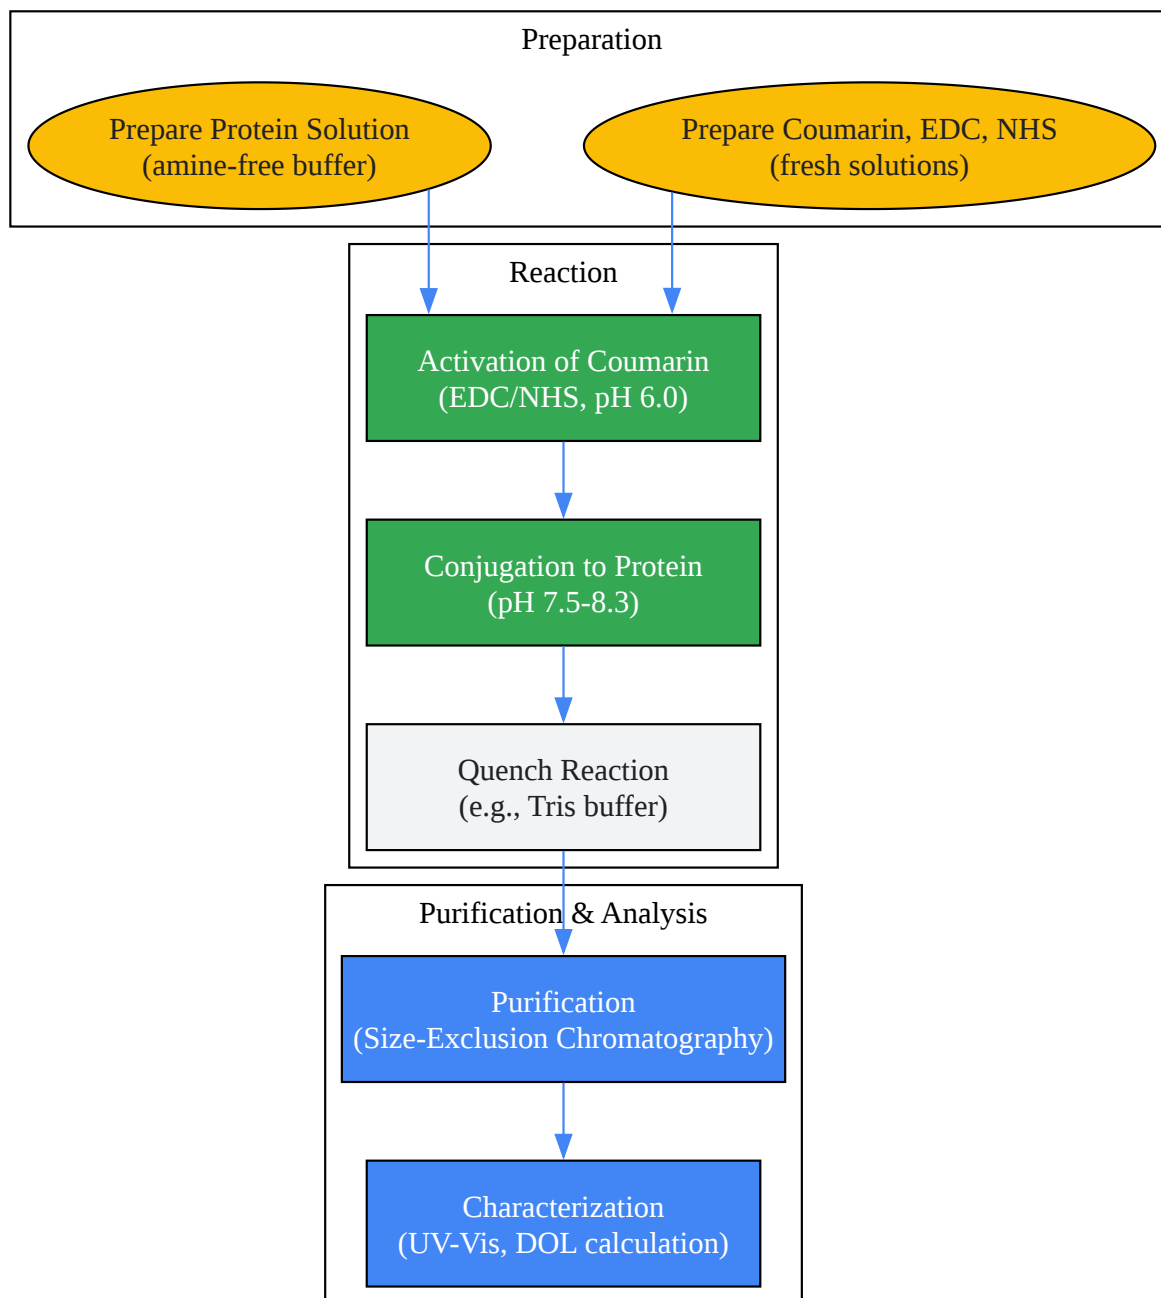 Preparation
Prepare Protein Solution
(amine-free buffer)
Prepare Coumarin, EDC, NHS
(fresh solutions)
Reaction
Activation of Coumarin
(EDC/NHS, pH 6.0)
Conjugation to Protein
(pH 7.5-8.3)
Quench Reaction
(e.g., Tris buffer)
Purification & Analysis
Purification
(Size-Exclusion Chromatography)
Characterization
(UV-Vis, DOL calculation)